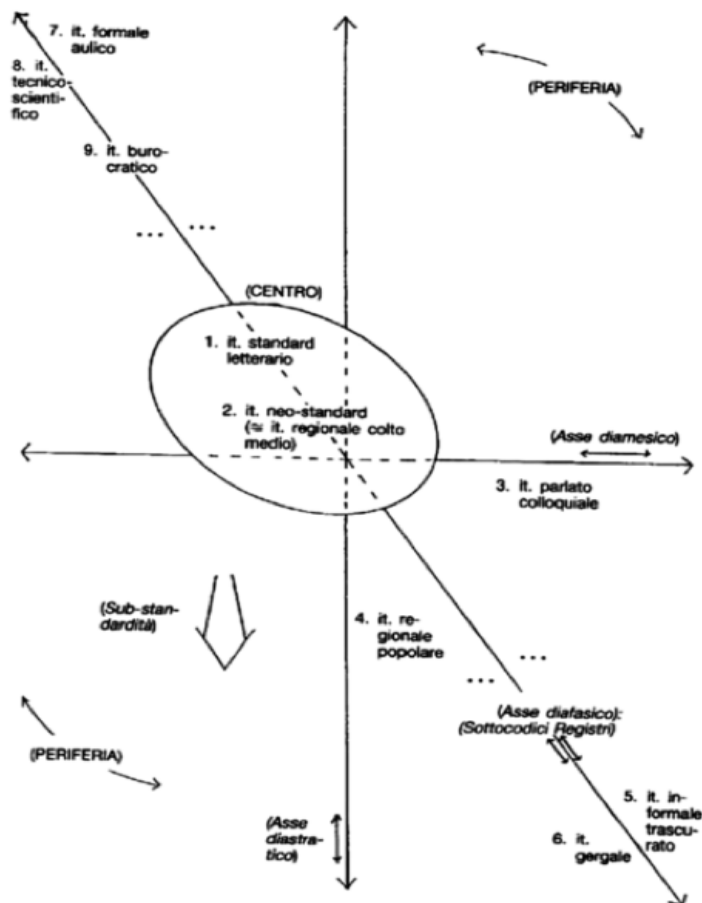 7. it. formale
aulico
8. it.
tecnico-
scienti-
fico
(PERIFERIA)
9. it. buro-
cratico
... ...
(CENTRO)
1. it. standard
letterario
2. it. neo-standard
(≃ it. regionale colto
medio)
(Asse diamesico)
3. it. parlato
colloquiale
(Sub-stan-
dardità)
4. it. re-
gionale
popolare
... ...
(Asse diafasico):
(Sottocodici Registri)
(PERIFERIA)
5. it. in-
formale
trascu-
rato
(Asse
diastra-
tico)
6. it.
gergale